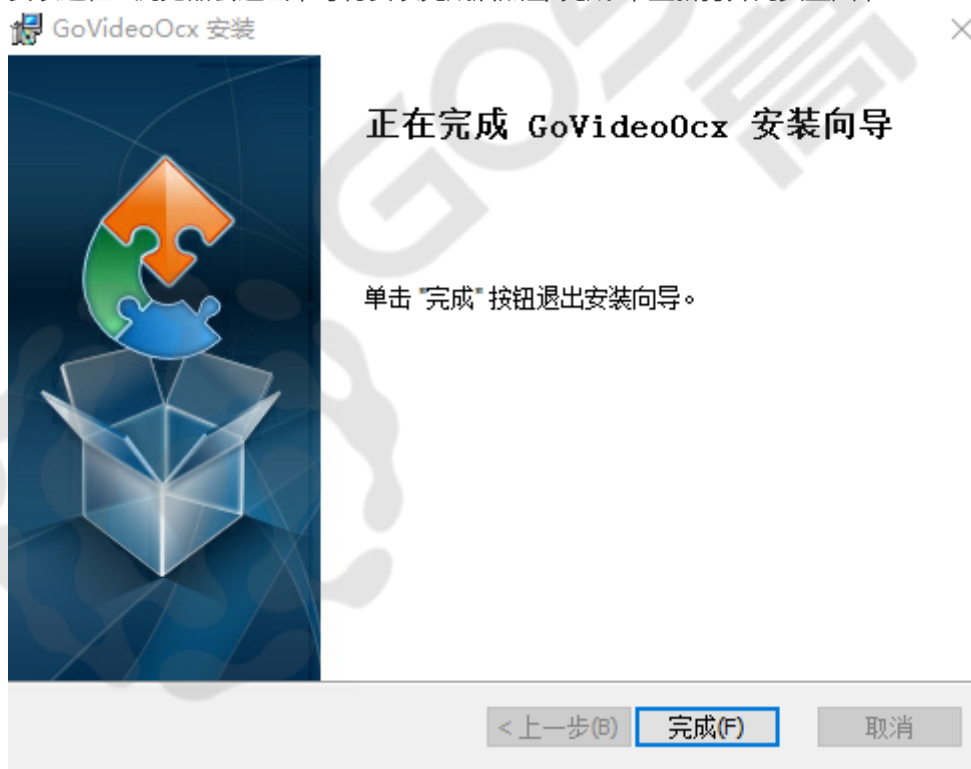 GoVideoOcx 安装
正在完成 GoVideoOcx 安装向导
单击 "完成" 按钮退出安装向导。
<上一步(B)
完成(F)
取消